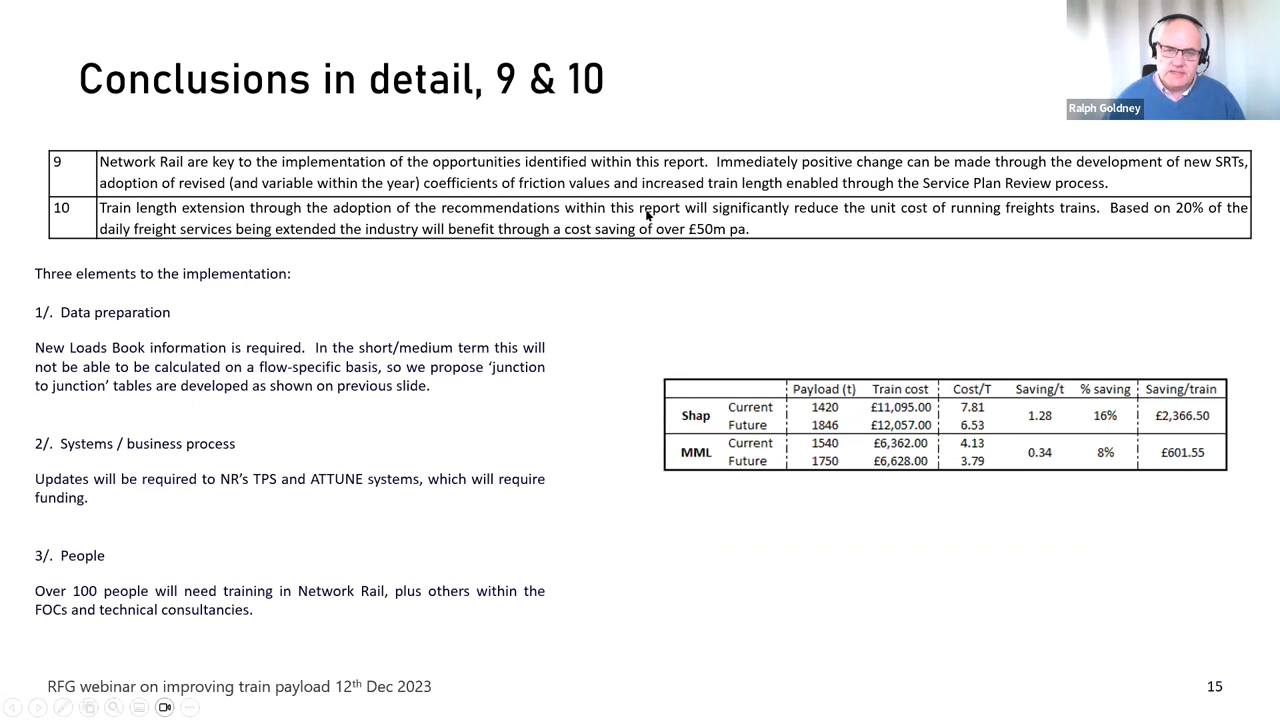 Conclusions in detail, 9 & 10
Ralph Goldney
9 Network Rail are key to the implementation of the opportunities identified within this report. Immediately positive change can be made through the development of new SRTs,
adoption of revised (and variable within the year) coefficients of friction values and increased train length enabled through the Service Plan Review process.
10 Train length extension through the adoption of the recommendations within this report will significantly reduce the unit cost of running freights trains. Based on 20% of the
daily freight services being extended the industry will benefit through a cost saving of over £50m pa.
Three elements to the implementation:
1/. Data preparation
New Loads Book information is required. In the short/medium term this will
not be able to be calculated on a flow-specific basis, so we propose ‘junction
to junction’ tables are developed as shown on previous slide.
2/. Systems / business process
Updates will be required to NR’s TPS and ATTUNE systems, which will require
funding.
3/. People
Over 100 people will need training in Network Rail, plus others within the
FOCs and technical consultancies.
Payload (t) Train cost Cost/T Saving/t % saving Saving/train
Shap Current 1420 £11,095.00 7.81 1.28 16% £2,366.50
Future 1846 £12,057.00 6.53
MML Current 1540 £6,362.00 4.13 0.34 8% £601.55
Future 1750 £6,628.00 3.79
RFG webinar on improving train payload 12th Dec 2023
15